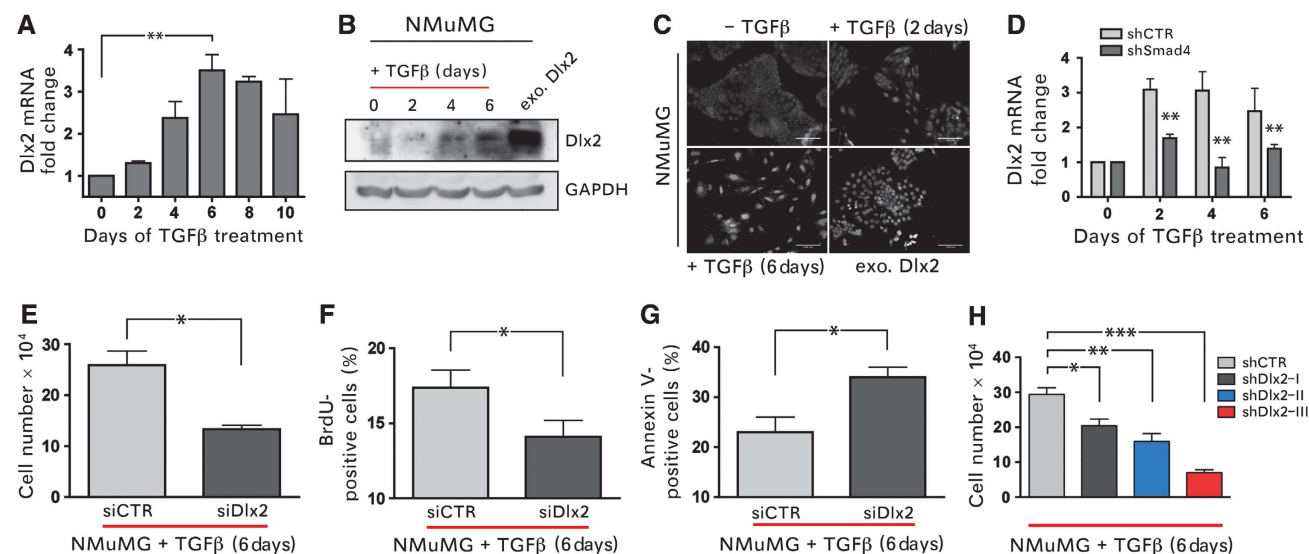 A
**
4
3
2
1
Dlx2 mRNA
fold change
0 2 4 6 8 10
Days of TGFβ treatment
B
NMuMG
+ TGFβ (days)
0 2 4 6 exo. Dlx2
Dlx2
GAPDH
C
– TGFβ + TGFβ (2 days)
NMuMG
+ TGFβ (6 days) exo. Dlx2
D
shCTR
shSmad4
4
3
2
1
0
Dlx2 mRNA
fold change
** ** **
0 2 4 6
Days of TGFβ treatment
E
*
30
20
10
0
Cell number × 10⁴
siCTR siDlx2
NMuMG + TGFβ (6 days)
F
*
20
15
10
BrdU-
positive cells (%)
siCTR siDlx2
NMuMG + TGFβ (6 days)
G
*
40
30
20
10
Annexin V-
positive cells (%)
siCTR siDlx2
NMuMG + TGFβ (6 days)
H
***
**
*
40
30
20
10
0
Cell number × 10⁴
shCTR
shDlx2-I
shDlx2-II
shDlx2-III
NMuMG + TGFβ (6 days)